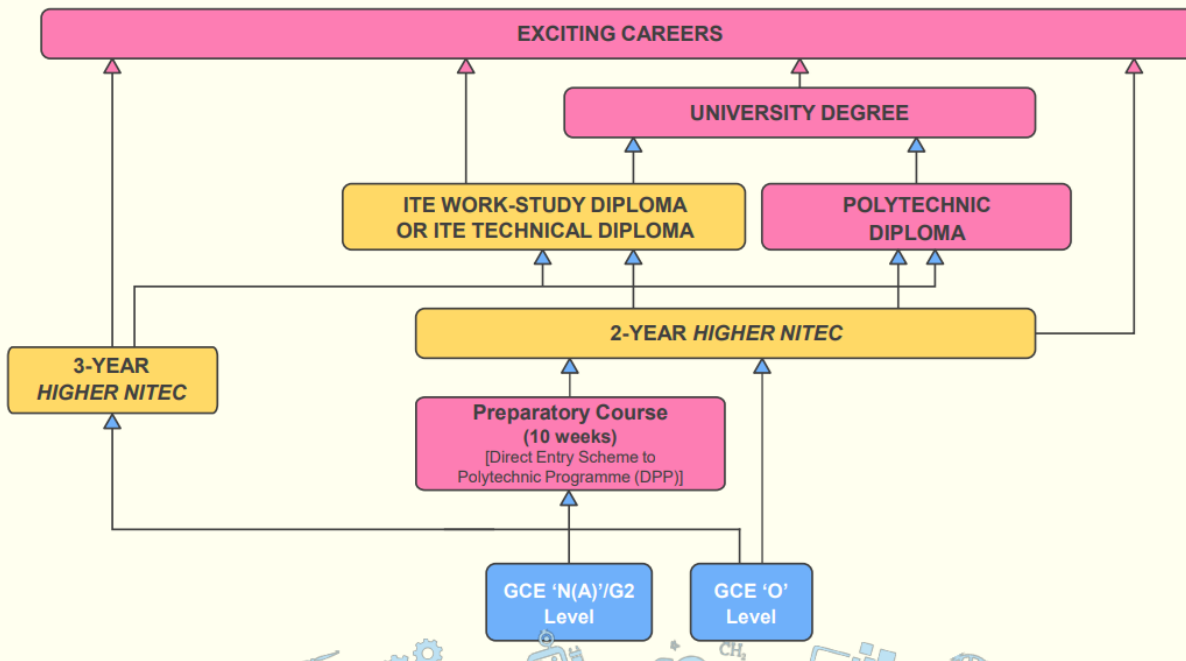 EXCITING CAREERS
UNIVERSITY DEGREE
ITE WORK-STUDY DIPLOMA
OR ITE TECHNICAL DIPLOMA
POLYTECHNIC
DIPLOMA
2-YEAR HIGHER NITEC
3-YEAR
HIGHER NITEC
Preparatory Course
(10 weeks)
[Direct Entry Scheme to
Polytechnic Programme (DPP)]
GCE ‘N(A)’/G2
Level
GCE ‘O’
Level
CH₂